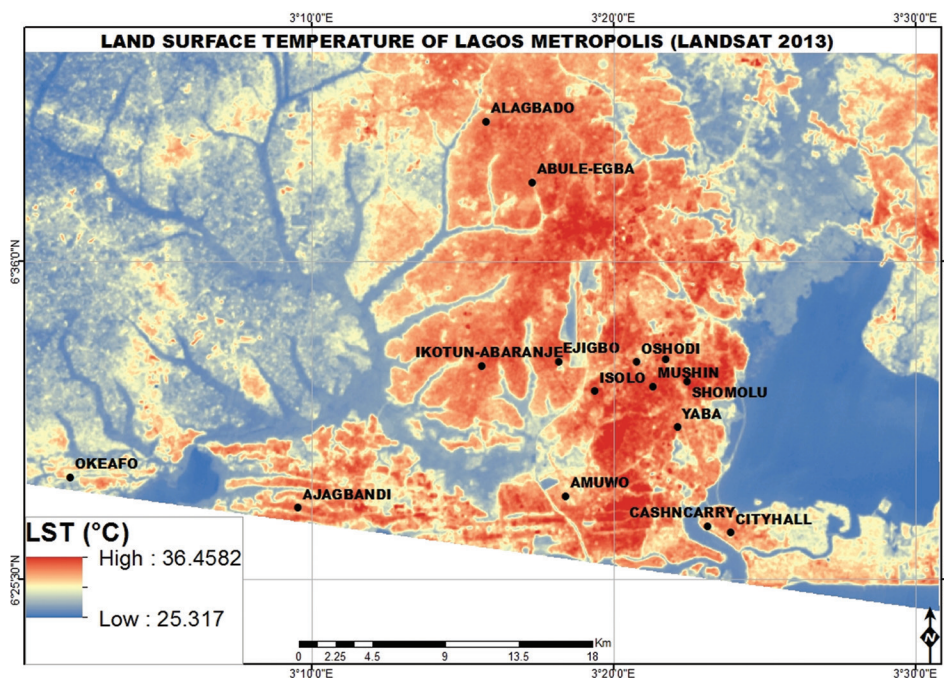 3°10'0"E 3°20'0"E 3°30'0"E
LAND SURFACE TEMPERATURE OF LAGOS METROPOLIS (LANDSAT 2013)
ALAGBADO
ABULE-EGBA
6°36'0"N
IKOTUN-ABARANJE
EJIGBO
OSHODI
ISOLO
MUSHIN
SHOMOLU
YABA
OKEAFO
AMUWO
AJAGBANDI
CASHNCARRY
CITYHALL
LST (°C)
High : 36.4582
Low : 25.317
6°25'30"N
Km
0 2.25 4.5 9 13.5 18
N
3°10'0"E 3°20'0"E 3°30'0"E